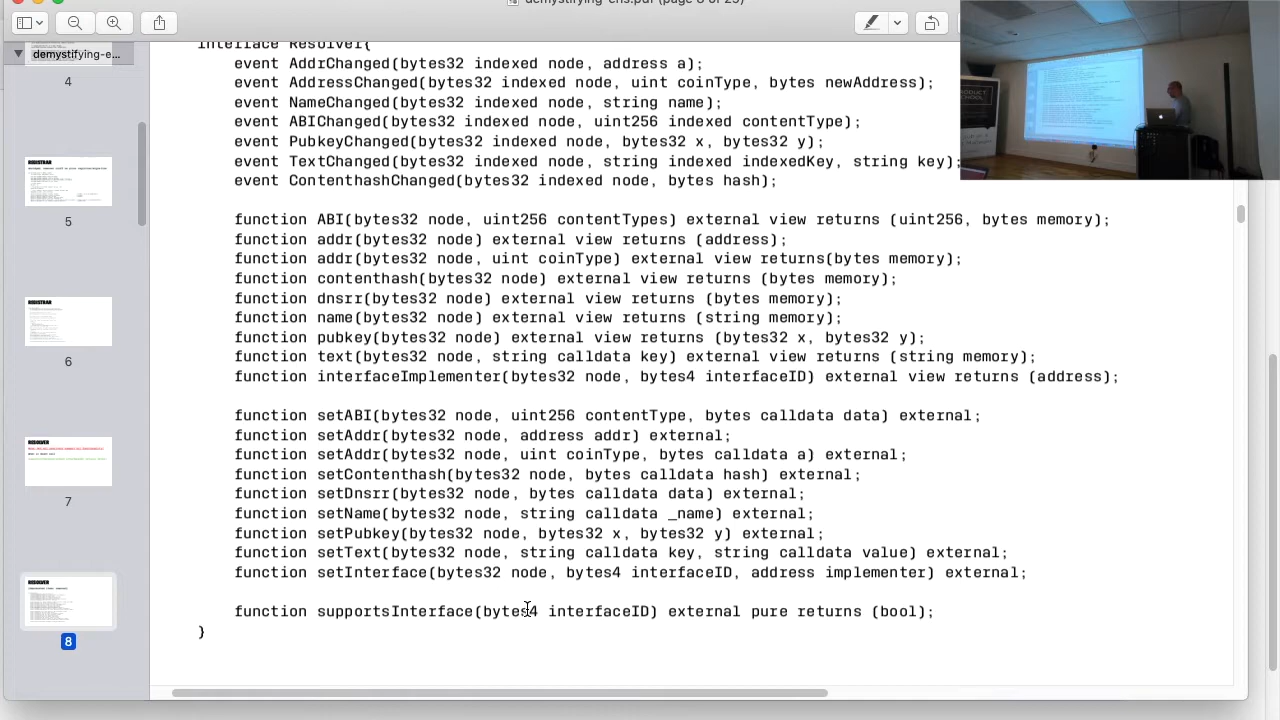 demystifying-ens.pdf (page 8 of 25)
demystifying-e...
4
5
6
7
8
REGISTRAR
REGISTRAR
RESOLVER
RESOLVER
interface Resolver{
event AddrChanged(bytes32 indexed node, address a);
event AddressChanged(bytes32 indexed node, uint coinType, bytes newAddress);
event NameChanged(bytes32 indexed node, string name);
event ABIChanged(bytes32 indexed node, uint256 indexed contentType);
event PubkeyChanged(bytes32 indexed node, bytes32 x, bytes32 y);
event TextChanged(bytes32 indexed node, string indexed indexedKey, string key);
event ContenthashChanged(bytes32 indexed node, bytes hash);
function ABI(bytes32 node, uint256 contentTypes) external view returns (uint256, bytes memory);
function addr(bytes32 node) external view returns (address);
function addr(bytes32 node, uint coinType) external view returns(bytes memory);
function contenthash(bytes32 node) external view returns (bytes memory);
function dnsrr(bytes32 node) external view returns (bytes memory);
function name(bytes32 node) external view returns (string memory);
function pubkey(bytes32 node) external view returns (bytes32 x, bytes32 y);
function text(bytes32 node, string calldata key) external view returns (string memory);
function interfaceImplementer(bytes32 node, bytes4 interfaceID) external view returns (address);
function setABI(bytes32 node, uint256 contentType, bytes calldata data) external;
function setAddr(bytes32 node, address addr) external;
function setAddr(bytes32 node, uint coinType, bytes calldata a) external;
function setContenthash(bytes32 node, bytes calldata hash) external;
function setDnsrr(bytes32 node, bytes calldata data) external;
function setName(bytes32 node, string calldata _name) external;
function setPubkey(bytes32 node, bytes32 x, bytes32 y) external;
function setText(bytes32 node, string calldata key, string calldata value) external;
function setInterface(bytes32 node, bytes4 interfaceID, address implementer) external;
function supportsInterface(bytes4 interfaceID) external pure returns (bool);
}
PRODUCT
SCHOOL